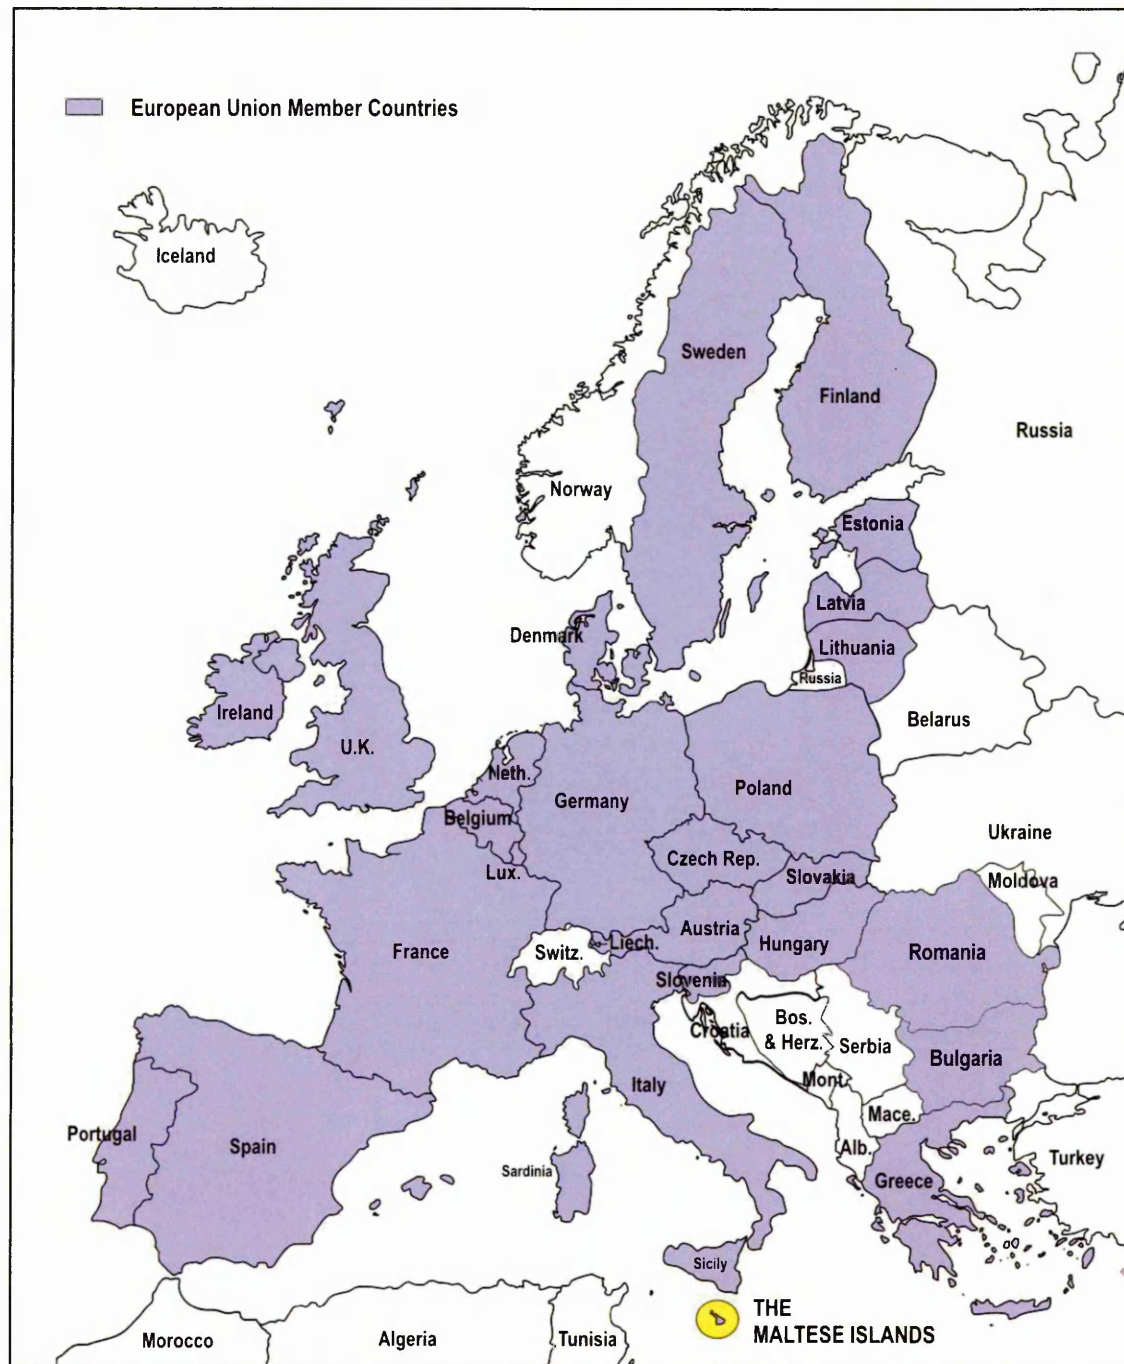 European Union Member Countries
Iceland
Sweden
Finland
Russia
Norway
Estonia
Latvia
Denmark
Lithuania
Russia
Ireland
Belarus
U.K.
Neth.
Poland
Germany
Belgium
Ukraine
Czech Rep.
Lux.
Slovakia
Moldova
Austria
Liech.
Hungary
France
Switz.
Romania
Slovenia
Bos.
& Herz.
Croatia
Serbia
Bulgaria
Italy
Mont.
Mace.
Portugal
Spain
Alb.
Turkey
Sardinia
Greece
Sicily
THE
MALTESE ISLANDS
Morocco
Algeria
Tunisia